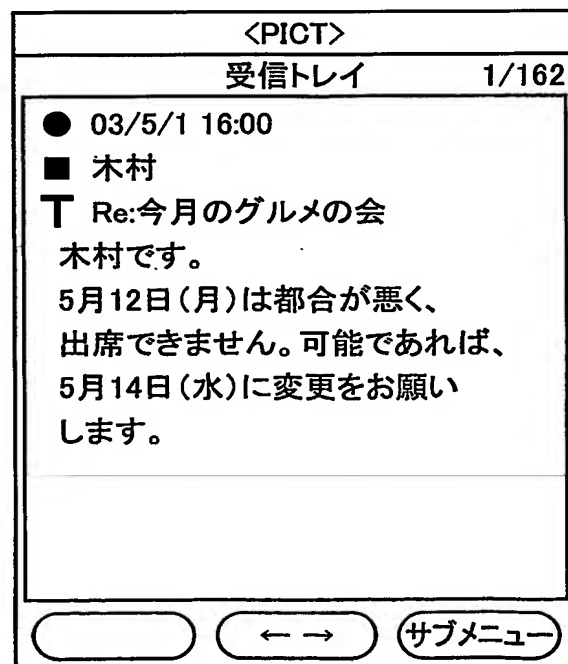 <PICT>
受信トレイ 1/162
● 03/5/1 16:00
■ 木村
T Re:今月のグルメの会
木村です。
5月12日(月)は都合が悪く、
出席できません。可能であれば、
5月14日(水)に変更をお願い
します。
← → サブメニュー